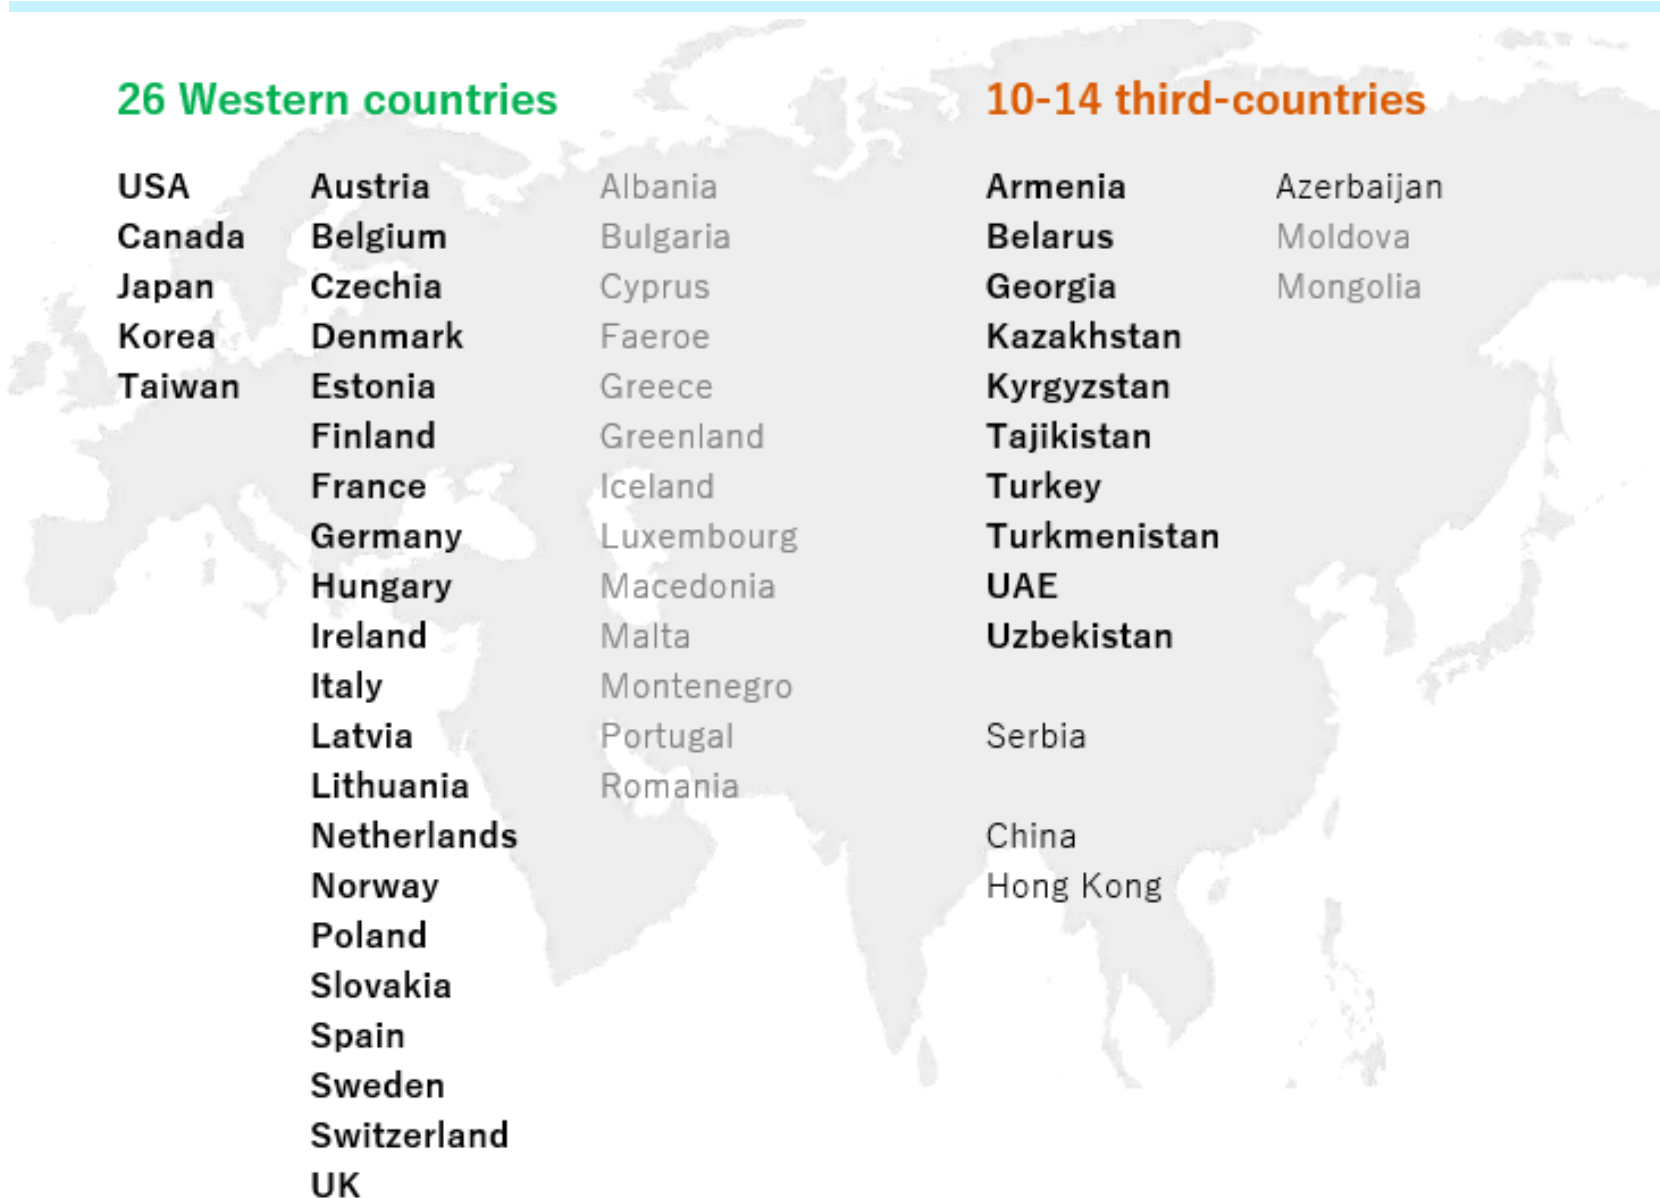 26 Western countries
USA
Canada
Japan
Korea
Taiwan
Austria
Belgium
Czechia
Denmark
Estonia
Finland
France
Germany
Hungary
Ireland
Italy
Latvia
Lithuania
Netherlands
Norway
Poland
Slovakia
Spain
Sweden
Switzerland
UK
Albania
Bulgaria
Cyprus
Faeroe
Greece
Greenland
Iceland
Luxembourg
Macedonia
Malta
Montenegro
Portugal
Romania
10-14 third-countries
Armenia
Belarus
Georgia
Kazakhstan
Kyrgyzstan
Tajikistan
Turkey
Turkmenistan
UAE
Uzbekistan
Serbia
China
Hong Kong
Azerbaijan
Moldova
Mongolia